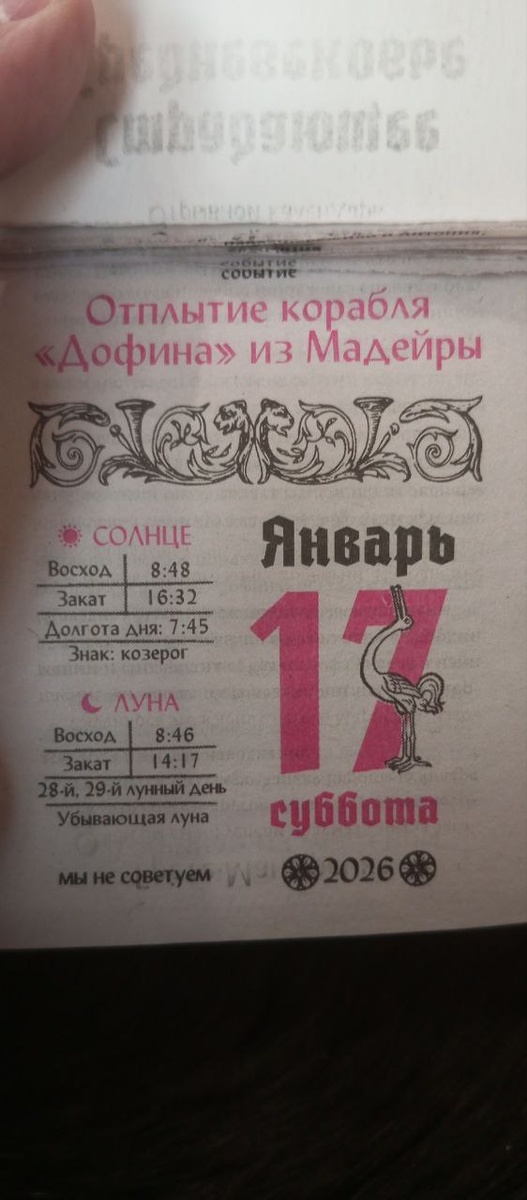 событие
Отплытие корабля
«Дофина» из Мадейры
СОЛНЦЕ
Восход 8:48
Закат 16:32
Долгота дня: 7:45
Знак: козерог
ЛУНА
Восход 8:46
Закат 14:17
28-й, 29-й лунный день
Убывающая луна
мы не советуем
Январь
17
суббота
2026